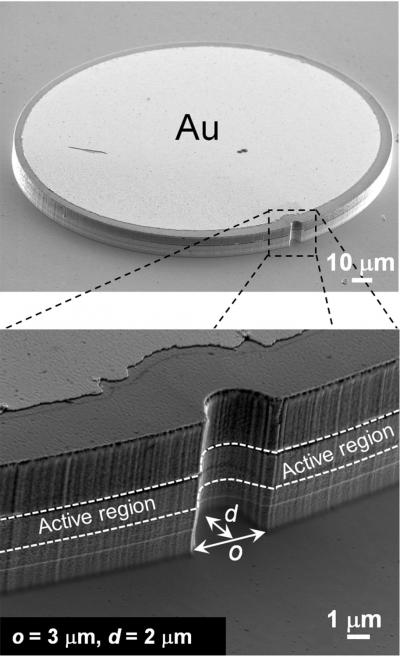 Au
10 μm
Active region
Active region
d
o
1 μm
o = 3 μm, d = 2 μm